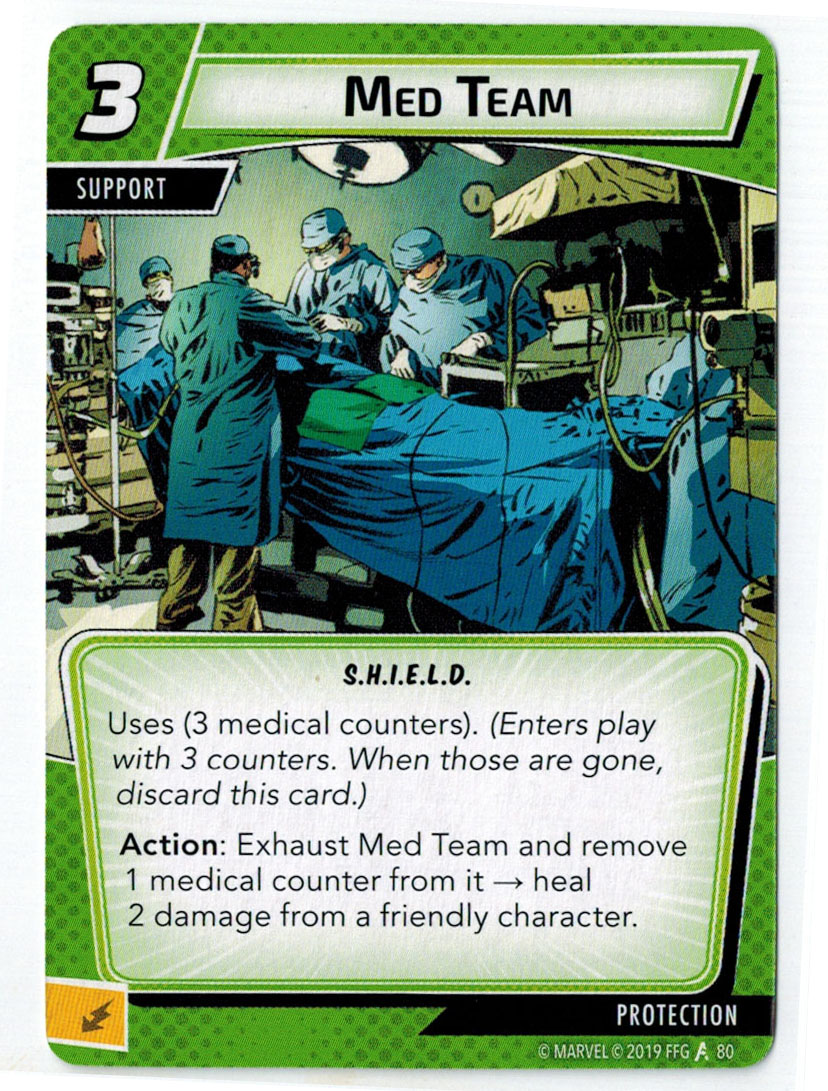 3
MED TEAM
SUPPORT
S.H.I.E.L.D.
Uses (3 medical counters). (Enters play
with 3 counters. When those are gone,
discard this card.)
Action: Exhaust Med Team and remove
1 medical counter from it → heal
2 damage from a friendly character.
PROTECTION
© MARVEL © 2019 FFG 80